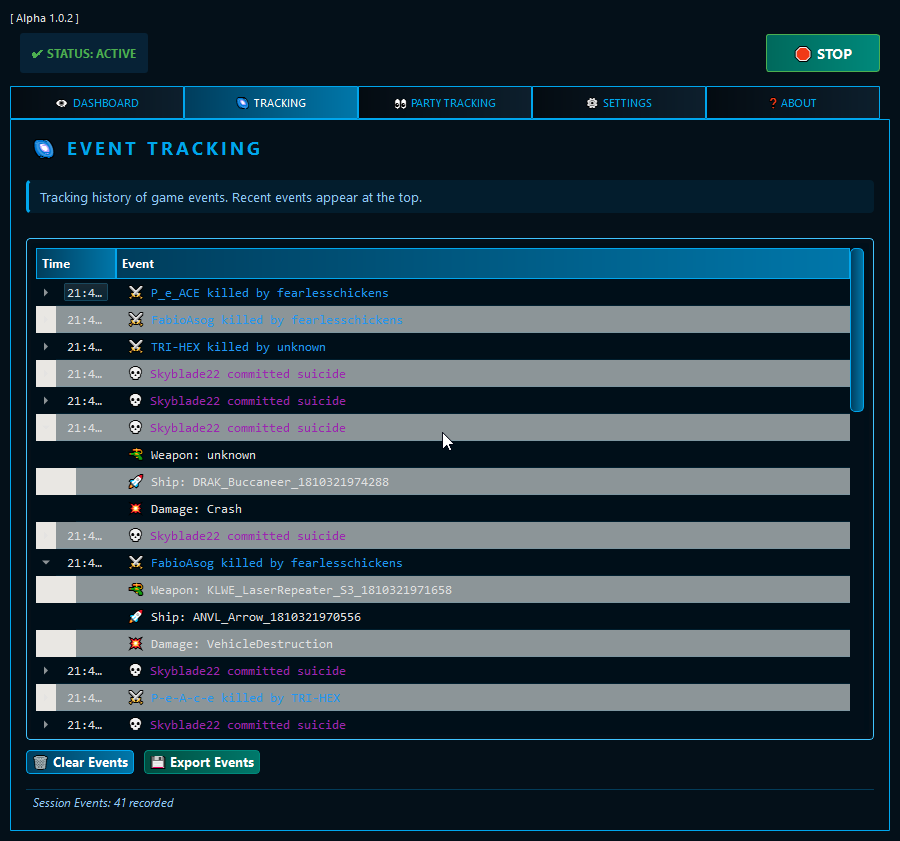 [ Alpha 1.0.2 ]
STATUS: ACTIVE
STOP
DASHBOARD TRACKING PARTY TRACKING SETTINGS ABOUT
EVENT TRACKING
Tracking history of game events. Recent events appear at the top.
Time Event
21:4... P_e_ACE killed by fearlesschickens
21:4... FabioAsog killed by fearlesschickens
21:4... TRI-HEX killed by unknown
21:4... Skyblade22 committed suicide
21:4... Skyblade22 committed suicide
21:4... Skyblade22 committed suicide
Weapon: unknown
Ship: DRAK_Buccaneer_1810321974288
Damage: Crash
21:4... Skyblade22 committed suicide
21:4... FabioAsog killed by fearlesschickens
Weapon: KLWE_LaserRepeater_S3_1810321971658
Ship: ANVL_Arrow_1810321970556
Damage: VehicleDestruction
21:4... Skyblade22 committed suicide
21:4... P-e-A-c-e killed by TRI-HEX
21:4... Skyblade22 committed suicide
Clear Events Export Events
Session Events: 41 recorded